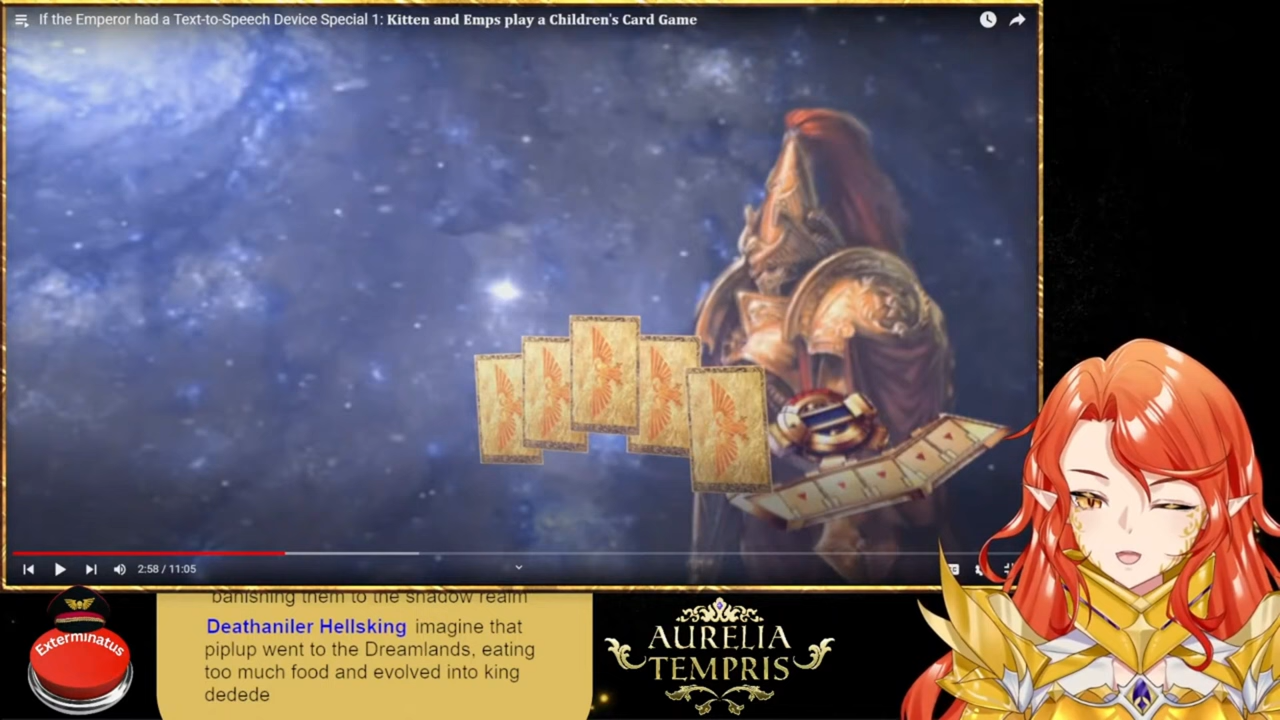 If the Emperor had a Text-to-Speech Device Special 1: Kitten and Emps play a Children's Card Game
2:58 / 11:05
banishing them to the shadow realm
Deathaniler Hellsking imagine that
piplup went to the Dreamlands, eating
too much food and evolved into king
dedede
Exterminatus
AURELIA
TEMPRIS